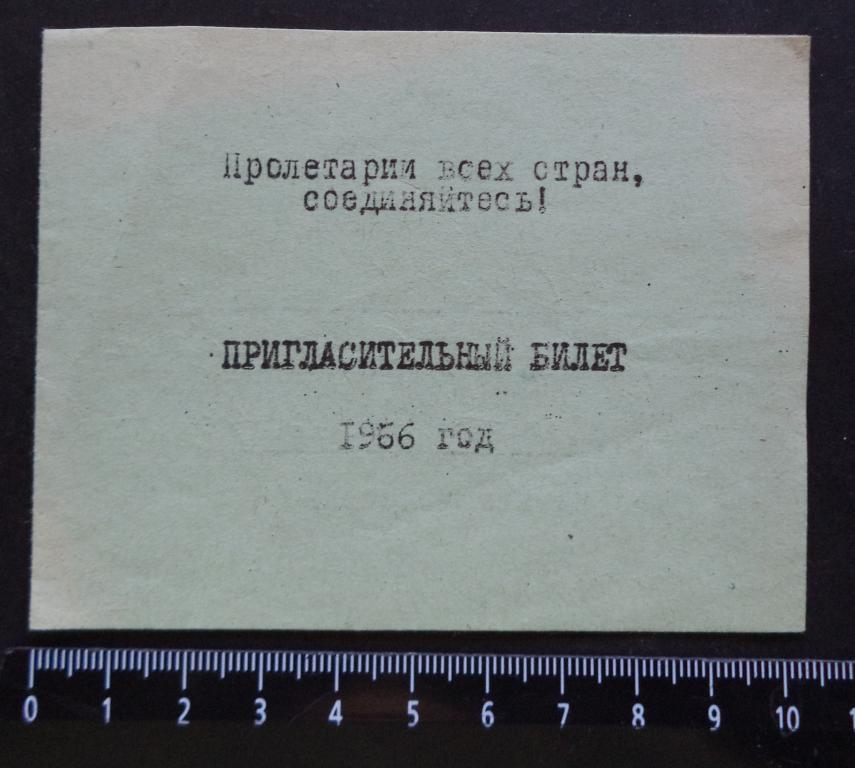 Пролетарии всех стран,
соединяйтесь!
ПРИГЛАСИТЕЛЬНЫЙ БИЛЕТ
1956 год
0 1 2 3 4 5 6 7 8 9 10